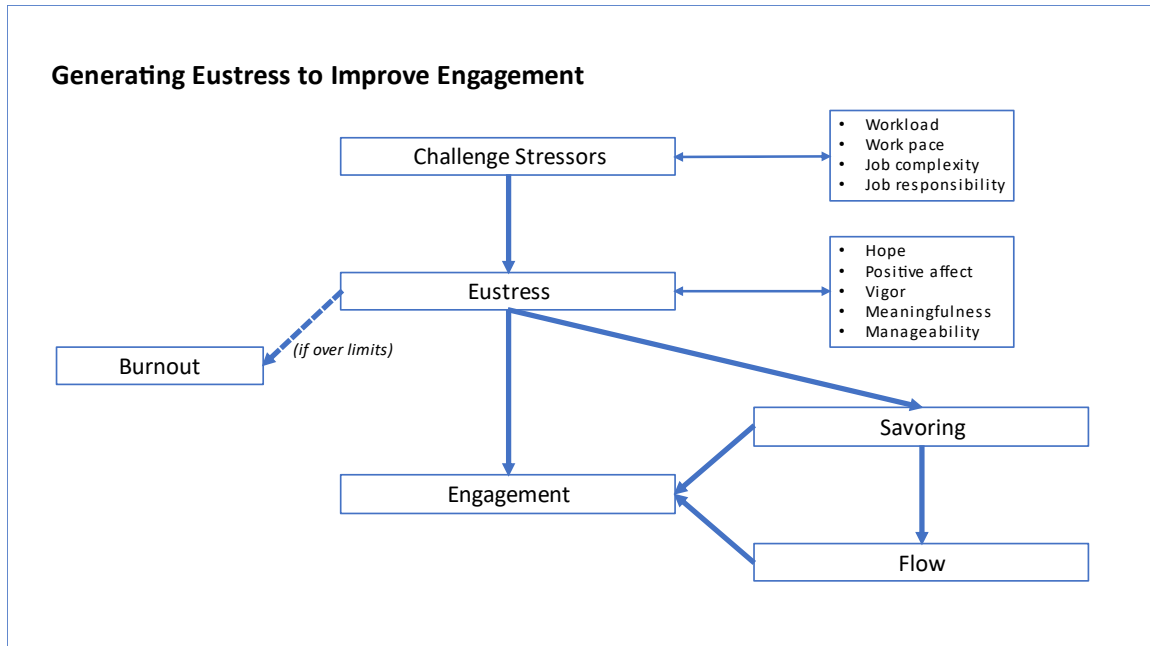 Generating Eustress to Improve Engagement
Challenge Stressors
• Workload
• Work pace
• Job complexity
• Job responsibility
Eustress
• Hope
• Positive affect
• Vigor
• Meaningfulness
• Manageability
(if over limits)
Burnout
Savoring
Engagement
Flow